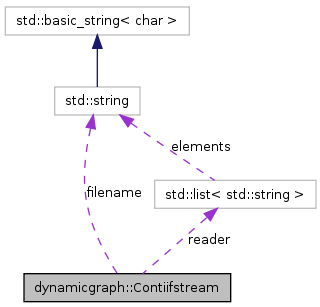 std::basic_string< char >
std::string
elements
filename
std::list< std::string >
reader
dynamicgraph::Contiifstream